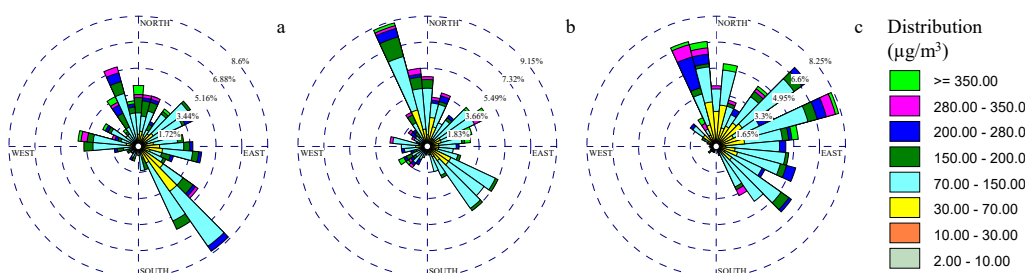 NORTH
a
8.6%
6.88%
5.16%
3.44%
1.72%
WEST
EAST
SOUTH
NORTH
b
9.15%
7.32%
5.49%
3.66%
1.83%
WEST
EAST
SOUTH
NORTH
c
8.25%
6.6%
4.95%
3.3%
1.65%
WEST
EAST
SOUTH
Distribution
(μg/m³)
>= 350.00
280.00 - 350.0
200.00 - 280.0
150.00 - 200.0
70.00 - 150.00
30.00 - 70.00
10.00 - 30.00
2.00 - 10.00